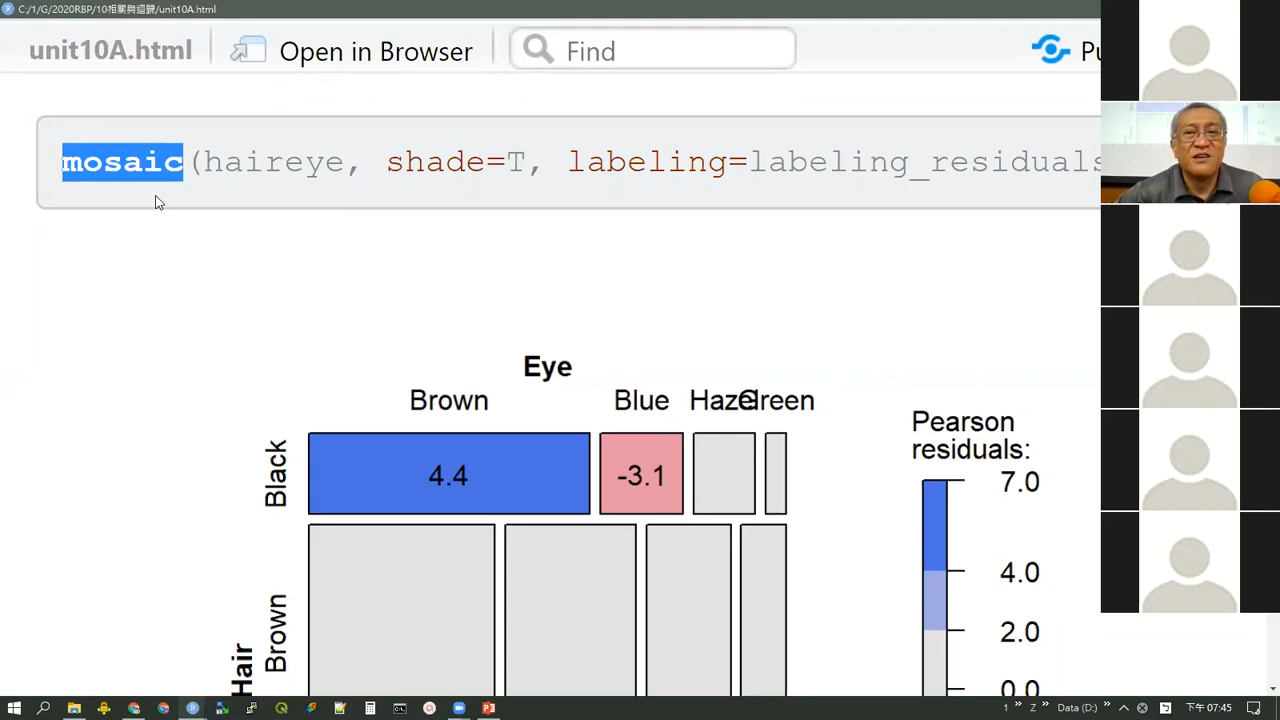 C:/1/G/2020RBP/10相關與迴歸/unit10A.html
unit10A.html
Open in Browser
Find
Pu
mosaic(haireye, shade=T, labeling=labeling_residuals
Eye
Brown Blue Hazel Green
Black
4.4
-3.1
Brown
Hair
Pearson
residuals:
7.0
4.0
2.0
0.0
1
Z
Data (D:)
下午 07:45